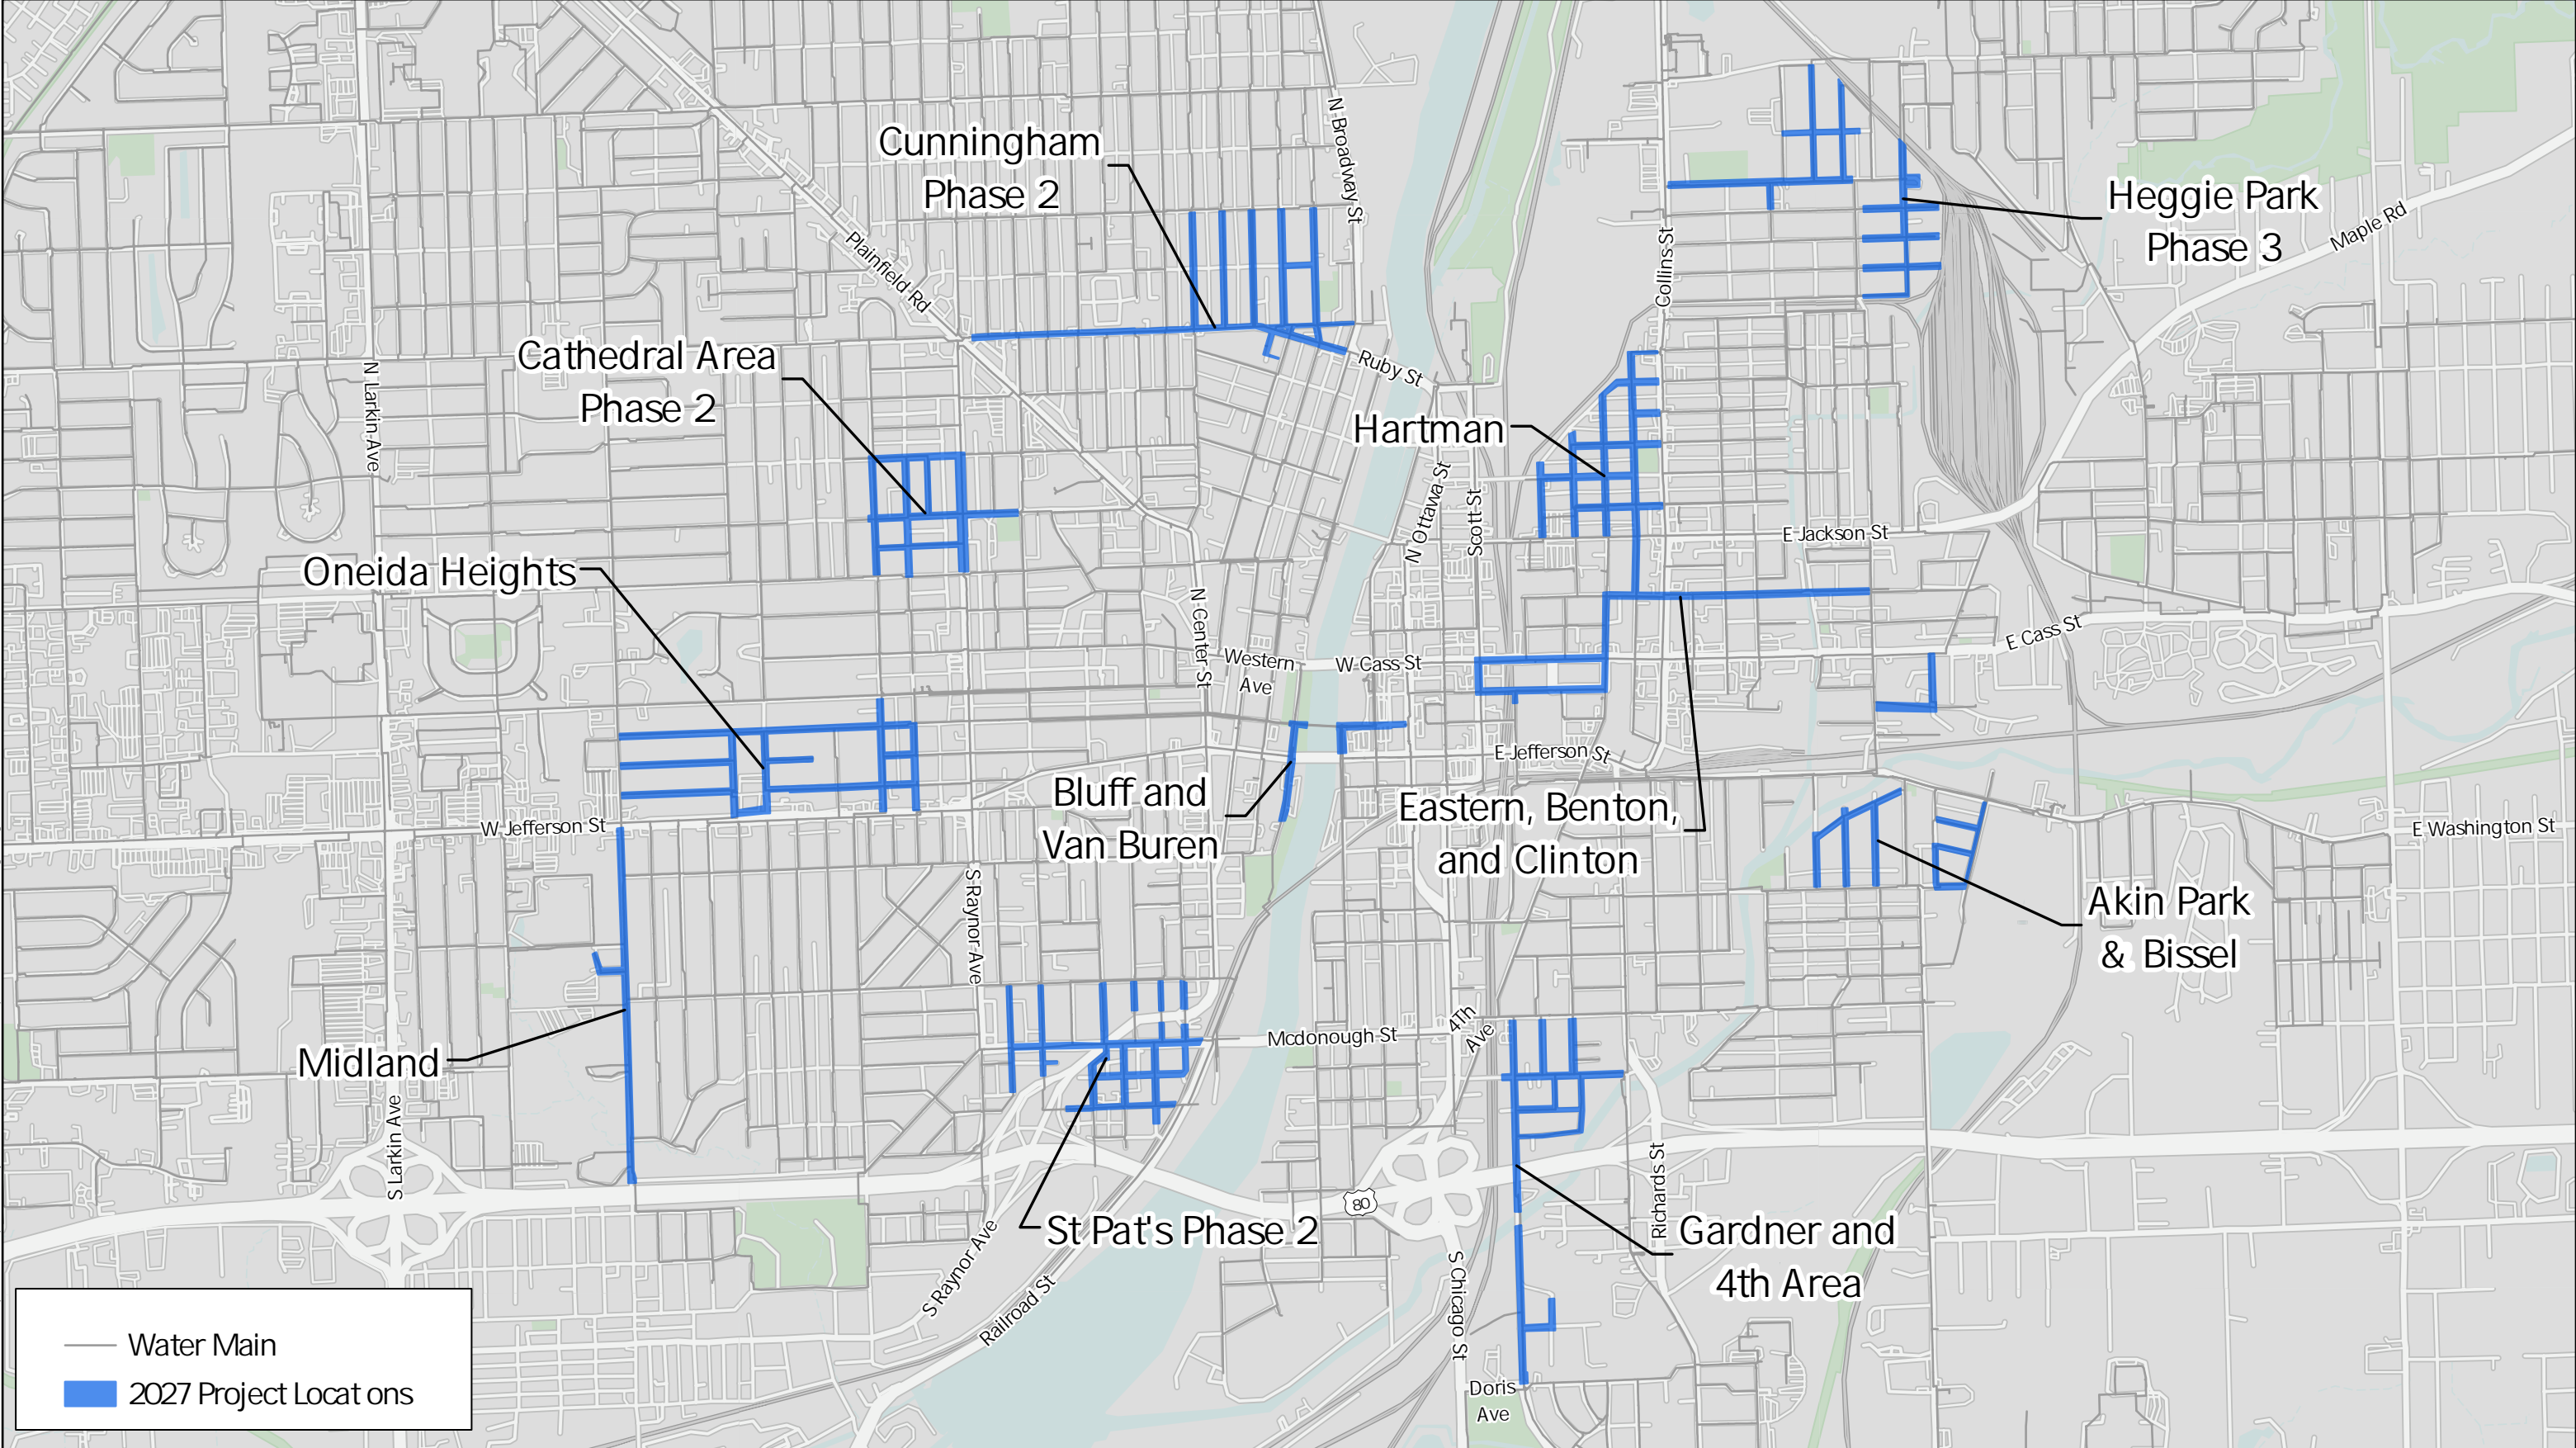 N Broadway St
Cunningham
Phase 2
Heggie Park
Phase 3
Maple Rd
Plainfield Rd
Collins St
Cathedral Area
Phase 2
Ruby St
N Larkin Ave
Hartman
N Ottawa St
Scott St
E Jackson St
Oneida Heights
N Center St
E Cass St
Western
Ave
W Cass St
E Jefferson St
Bluff and
Van Buren
Eastern, Benton,
and Clinton
W Jefferson St
E Washington St
S Raynor Ave
Akin Park
& Bissel
4Th
Ave
Mcdonough St
Midland
S Larkin Ave
Richards St
80
St Pat's Phase 2
Gardner and
4th Area
S Raynor Ave
Railroad St
S Chicago St
Doris
Ave
Water Main
2027 Project Locat ons